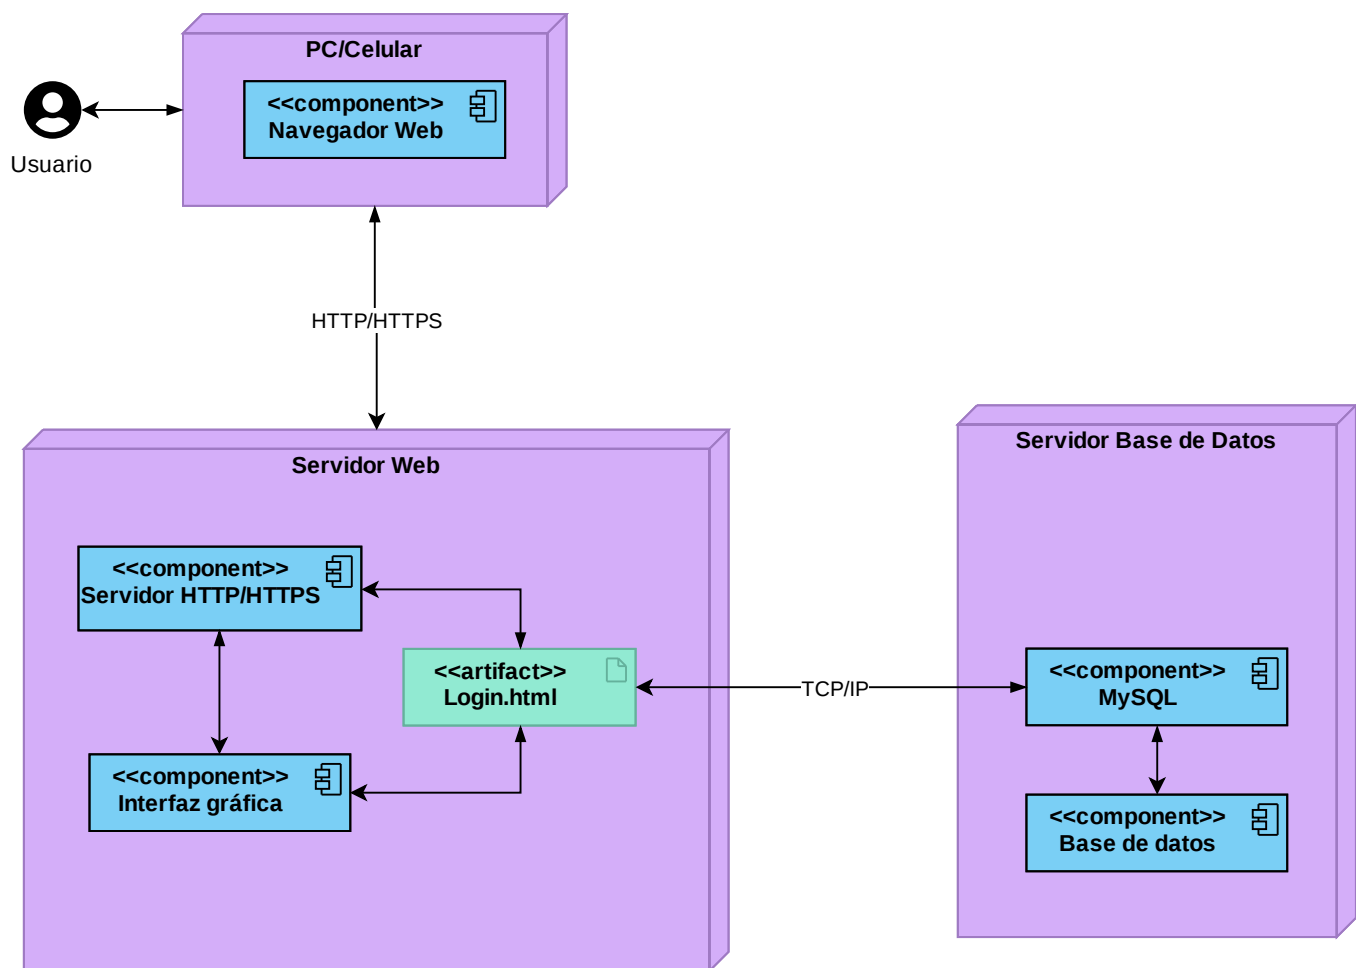 PC/Celular
<<component>>
Navegador Web
Usuario
HTTP/HTTPS
Servidor Web
<<component>>
Servidor HTTP/HTTPS
<<artifact>>
Login.html
<<component>>
Interfaz gráfica
TCP/IP
Servidor Base de Datos
<<component>>
MySQL
<<component>>
Base de datos